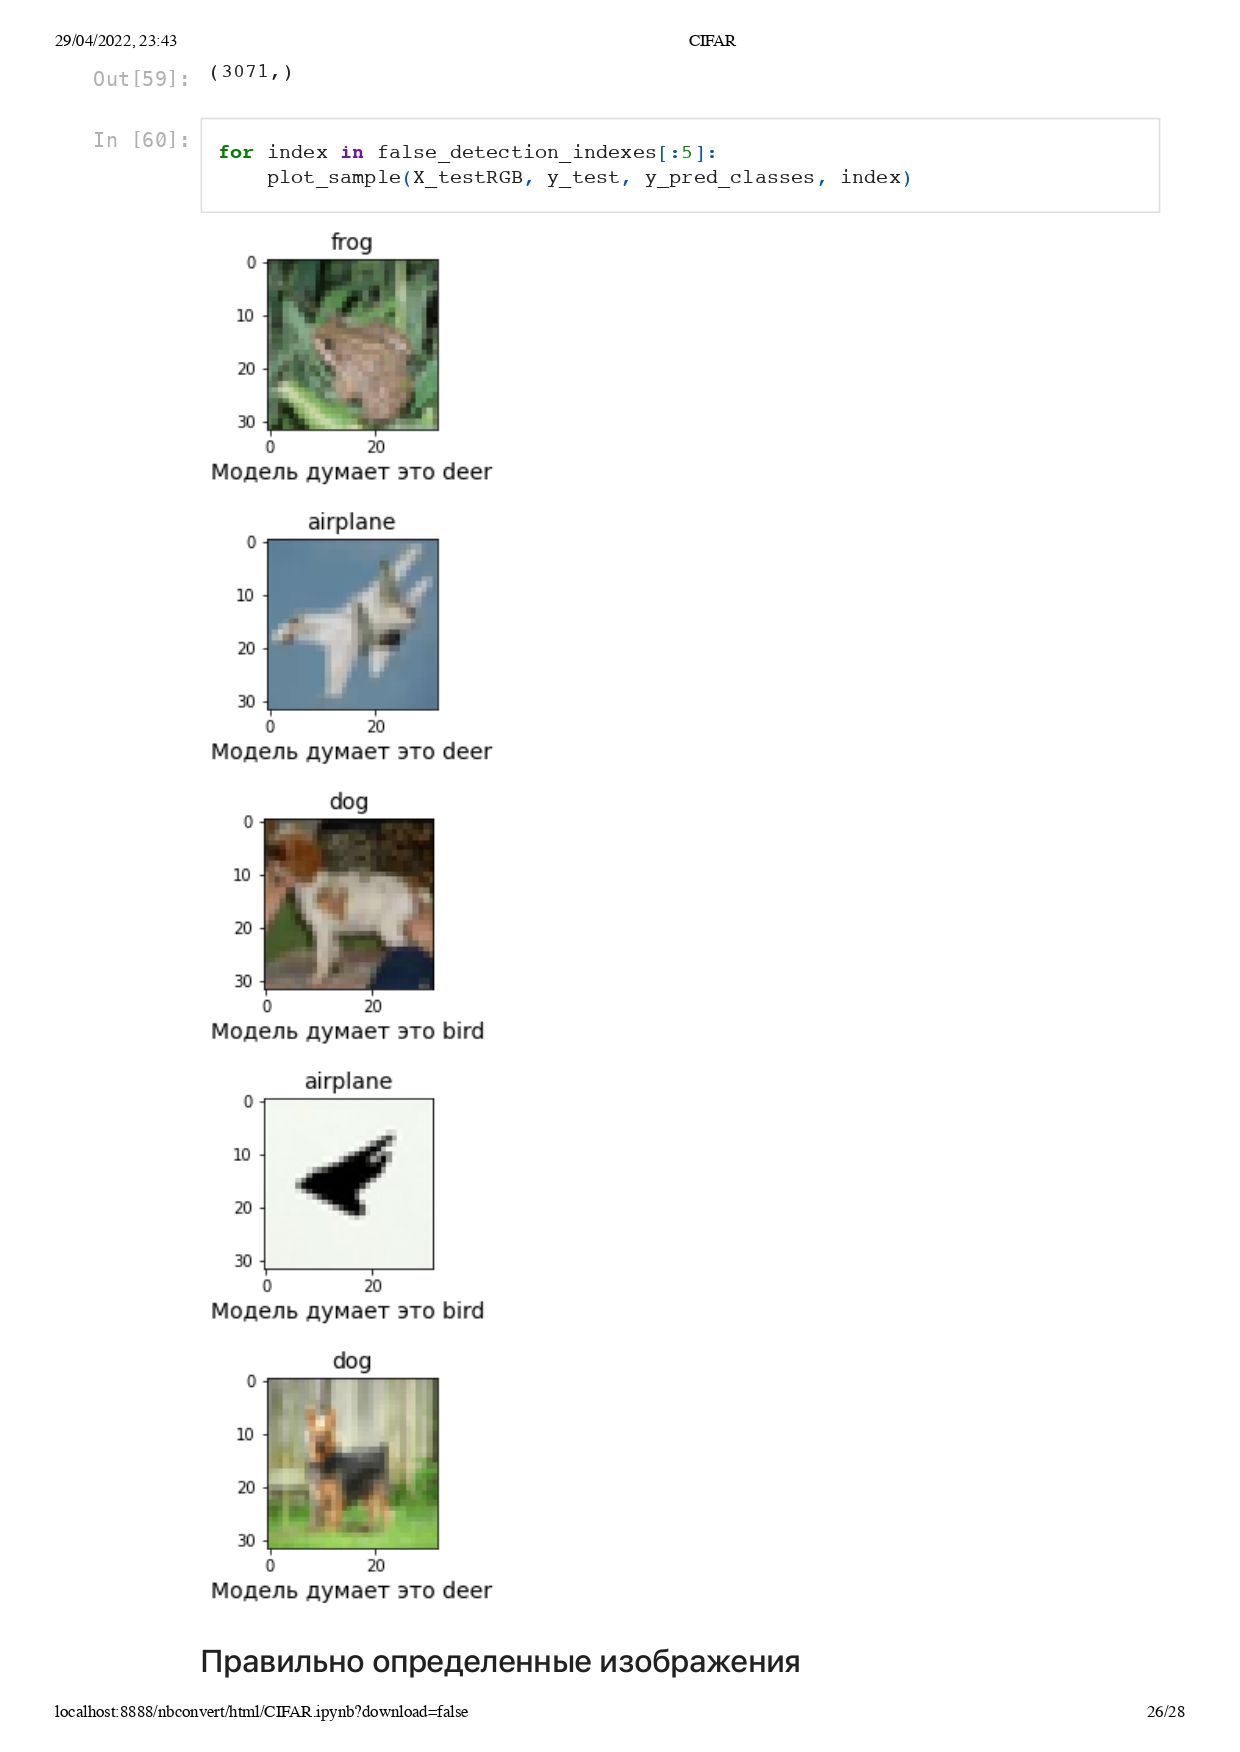 29/04/2022, 23:43 CIFAR
Out[59]: (3071,)
In [60]:
for index in false_detection_indexes[:5]:
    plot_sample(X_testRGB, y_test, y_pred_classes, index)
frog
0
10
20
30
0 20
Модель думает это deer
airplane
0
10
20
30
0 20
Модель думает это deer
dog
0
10
20
30
0 20
Модель думает это bird
airplane
0
10
20
30
0 20
Модель думает это bird
dog
0
10
20
30
0 20
Модель думает это deer
Правильно определенные изображения
localhost:8888/nbconvert/html/CIFAR.ipynb?download=false 26/28